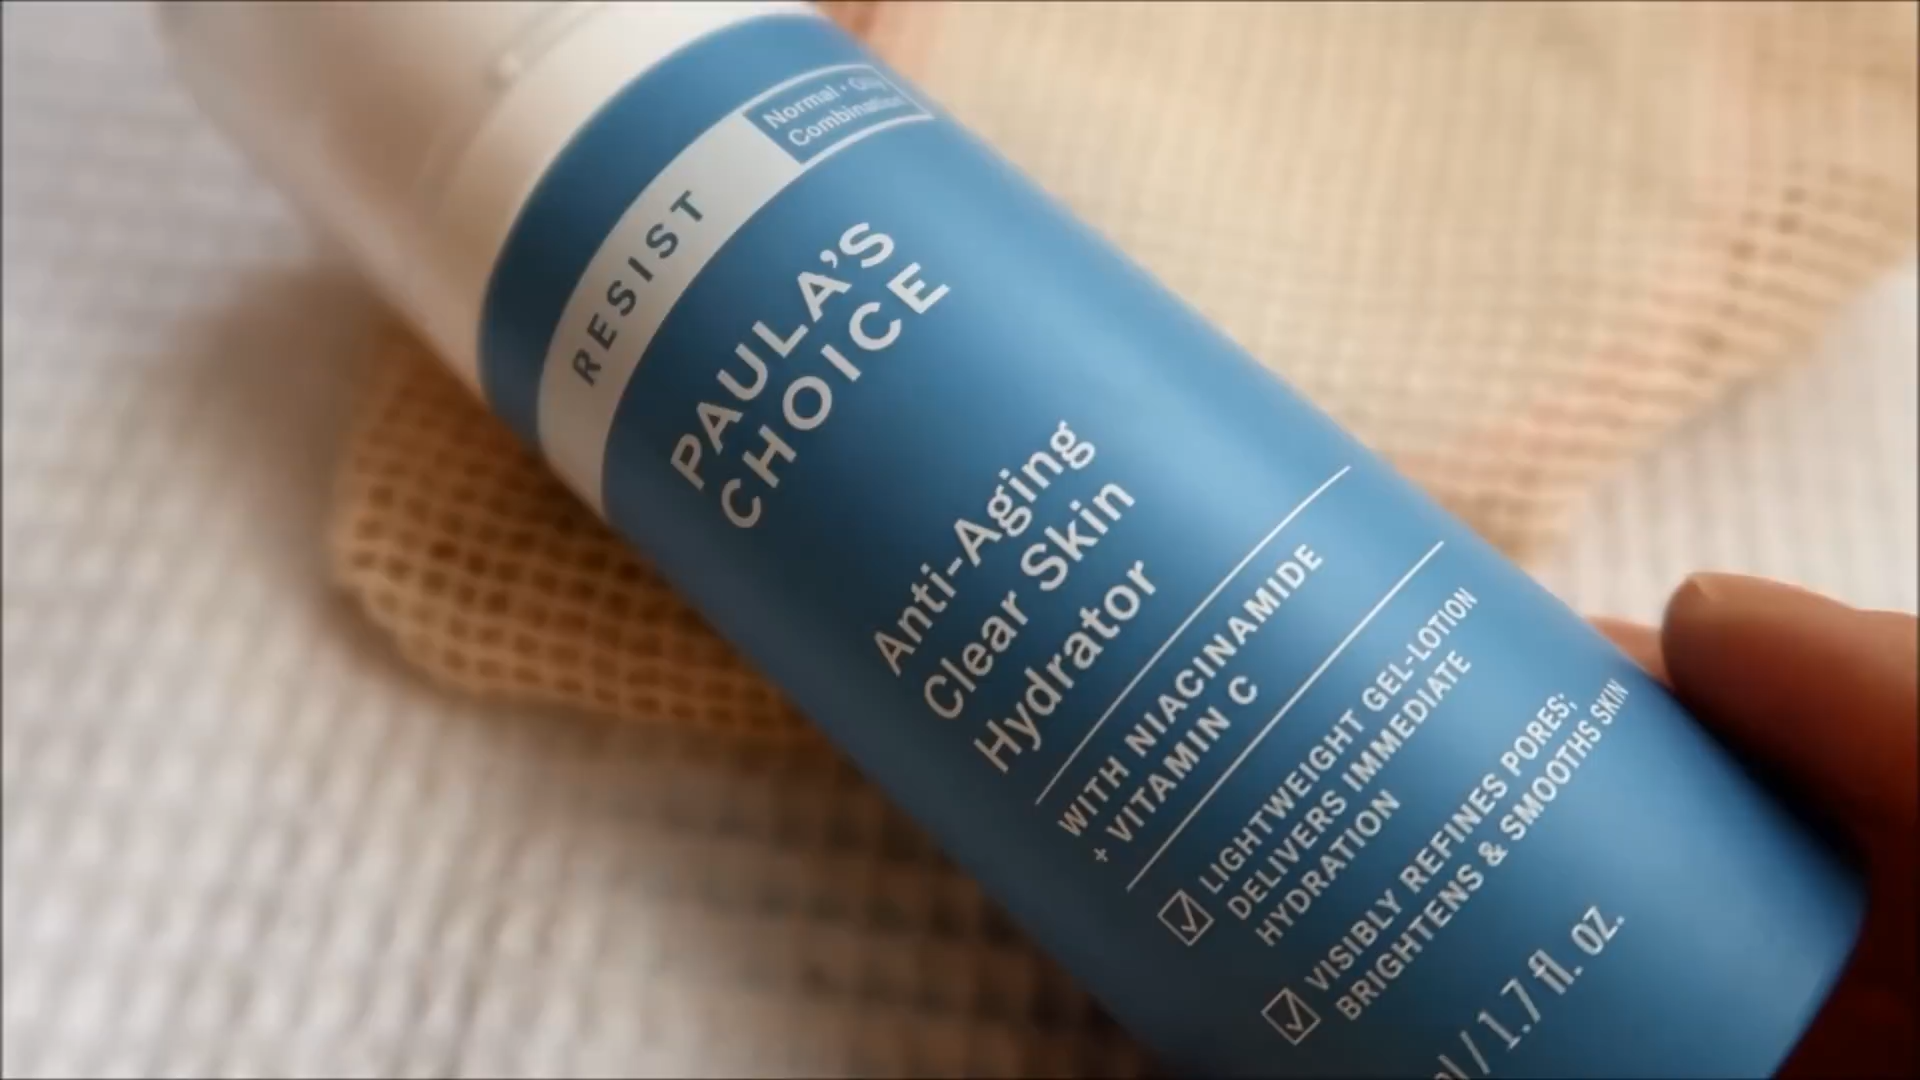 Normal • Oily
Combination
RESIST
PAULA'S
CHOICE
Anti-Aging
Clear Skin
Hydrator
WITH NIACINAMIDE
+ VITAMIN C
LIGHTWEIGHT GEL-LOTION
DELIVERS IMMEDIATE
HYDRATION
VISIBLY REFINES PORES;
BRIGHTENS & SMOOTHS SKIN
/ 1.7 fl. oz.